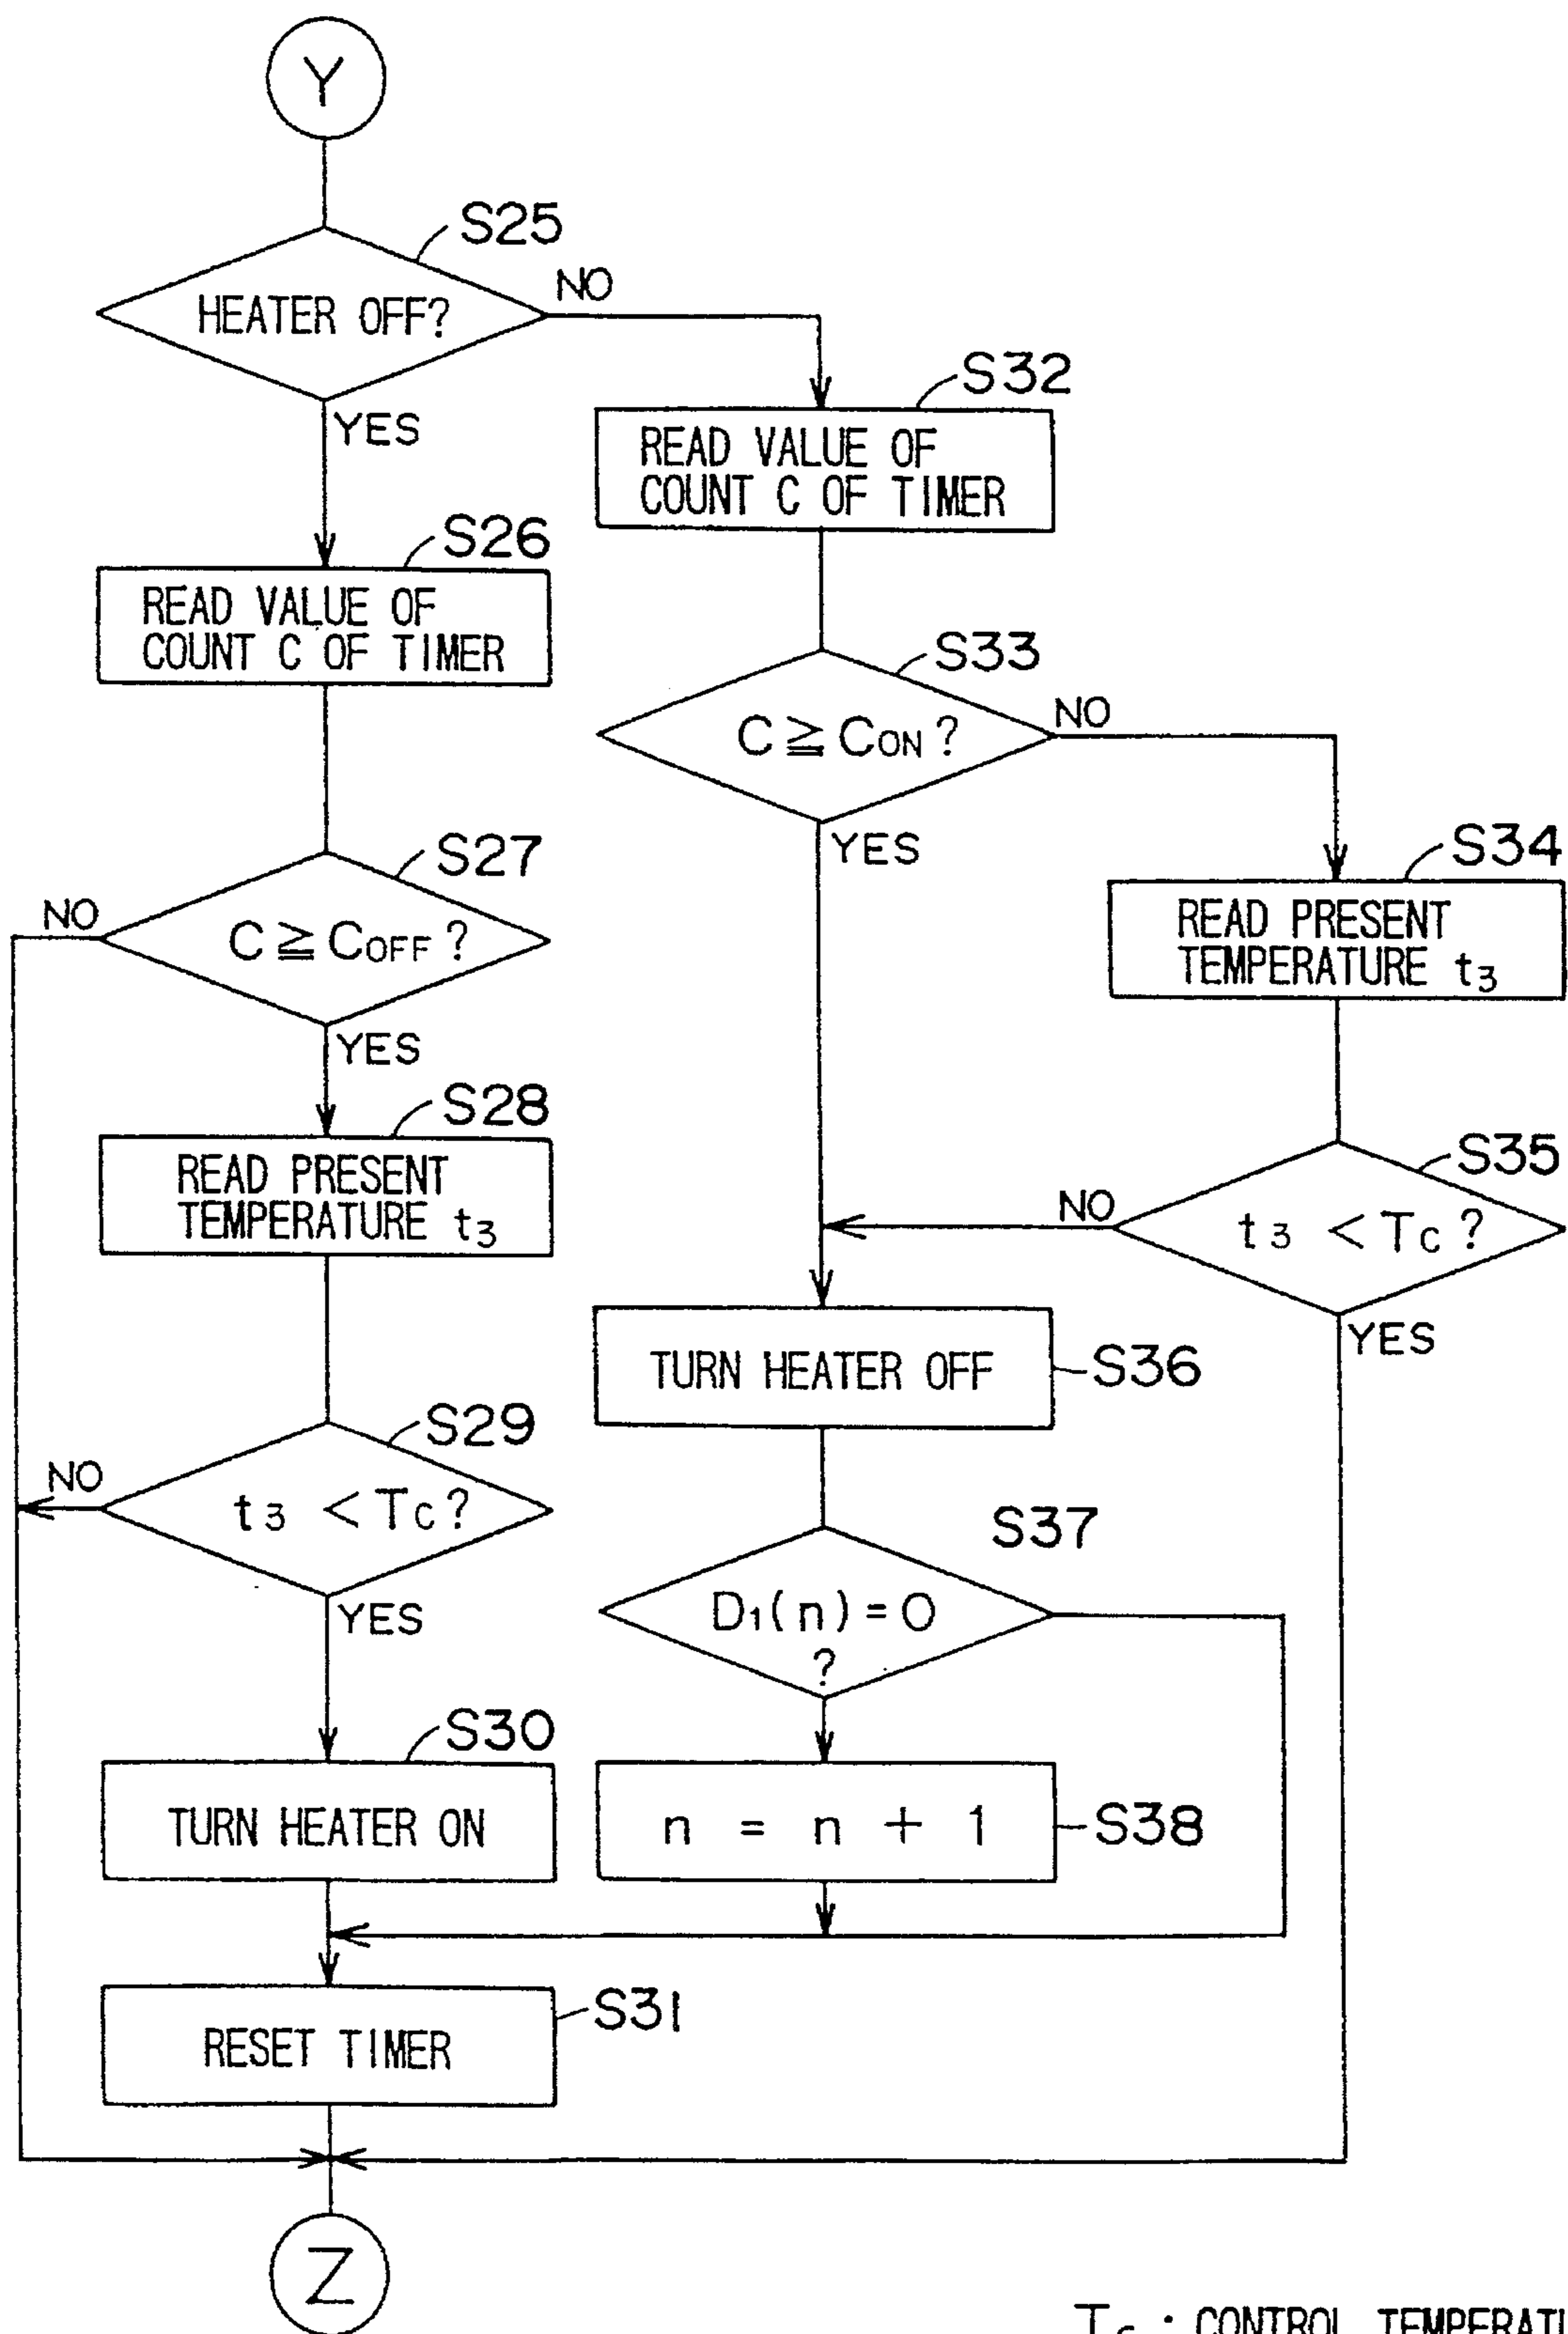 Y
S25
HEATER OFF?
NO
YES
S32
READ VALUE OF
COUNT C OF TIMER
S26
READ VALUE OF
COUNT C OF TIMER
S33
C ≧ CON ?
NO
YES
S27
C ≧ COFF ?
NO
YES
S34
READ PRESENT
TEMPERATURE t3
S28
READ PRESENT
TEMPERATURE t3
S35
t3 < TC ?
NO
YES
TURN HEATER OFF
S36
S29
t3 < TC ?
NO
YES
S37
D1(n) = 0
?
S30
TURN HEATER ON
n = n + 1
S38
RESET TIMER
S31
Z
TC : CONTROL